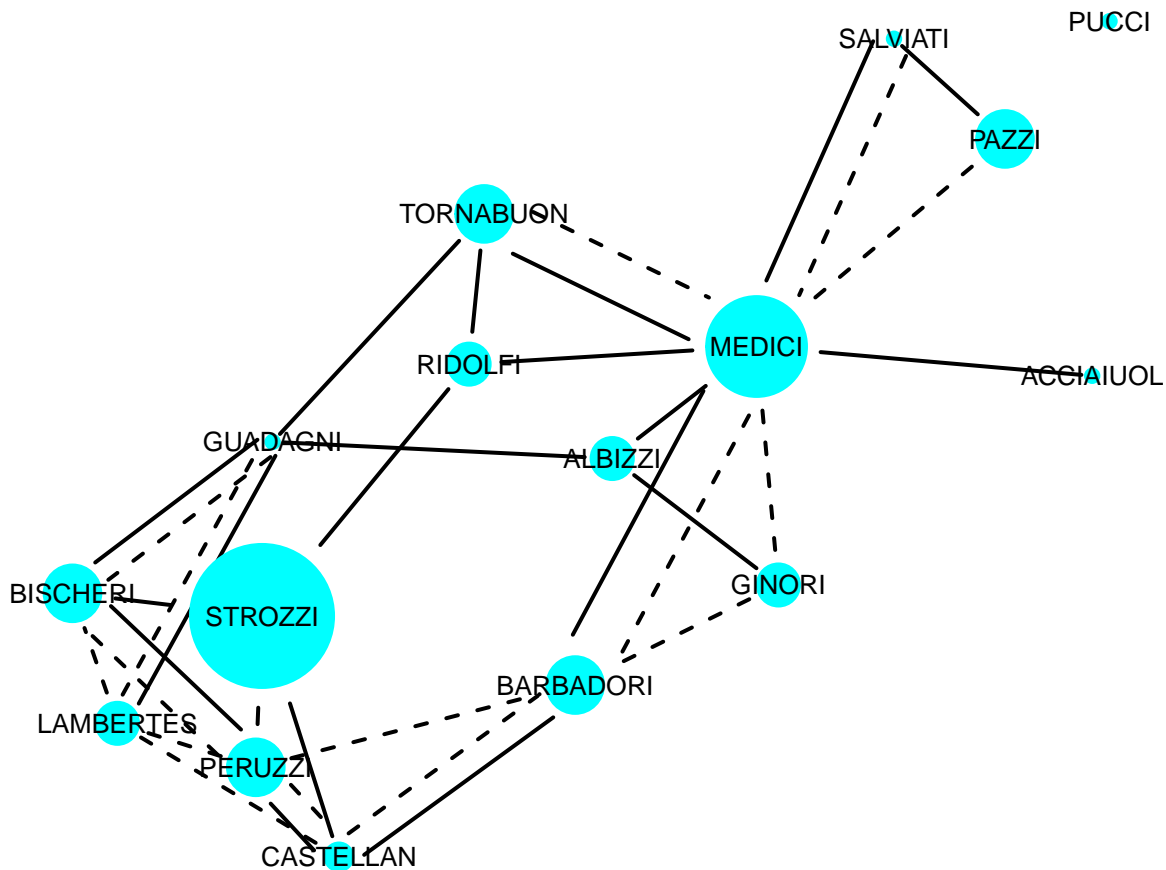 PUCCI
SALVIATI
PAZZI
TORNABUON
MEDICI
RIDOLFI
ACCIAIUOL
GUADAGNI
ALBIZZI
GINORI
BISCHERI
STROZZI
BARBADORI
LAMBERTES
PERUZZI
CASTELLAN